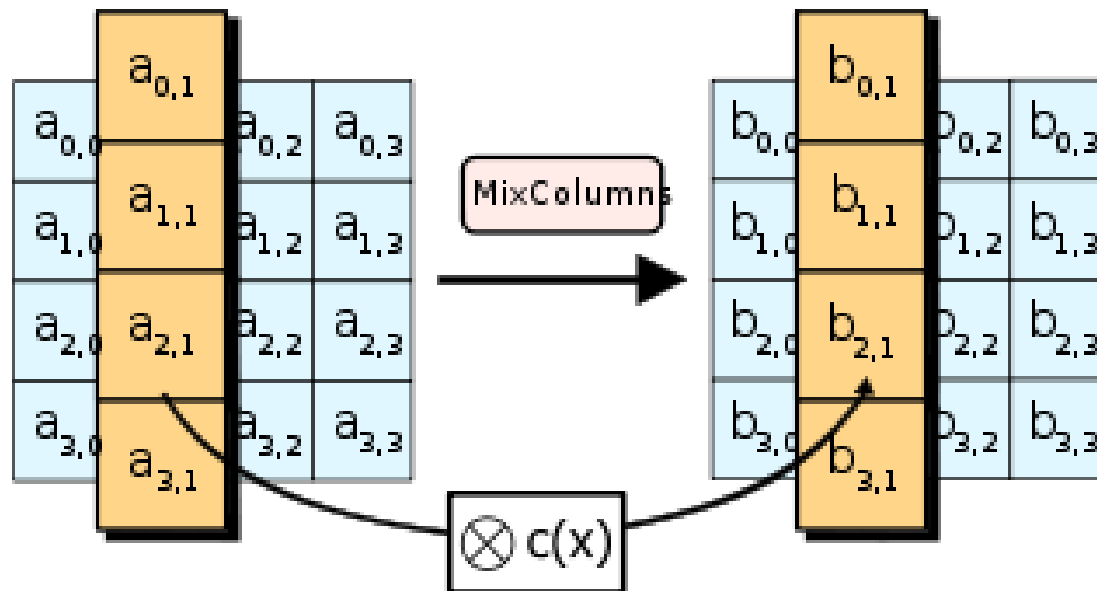 a0,1
a0,0 a0,2 a0,3
a1,1
a1,0 a1,2 a1,3
a2,1
a2,0 a2,2 a2,3
a3,0 a3,2 a3,3
a3,1
MixColumns
b0,1
b0,0 b0,2 b0,3
b1,1
b1,0 b1,2 b1,3
b2,1
b2,0 b2,2 b2,3
b3,0 b3,2 b3,3
b3,1
⊗ c(x)